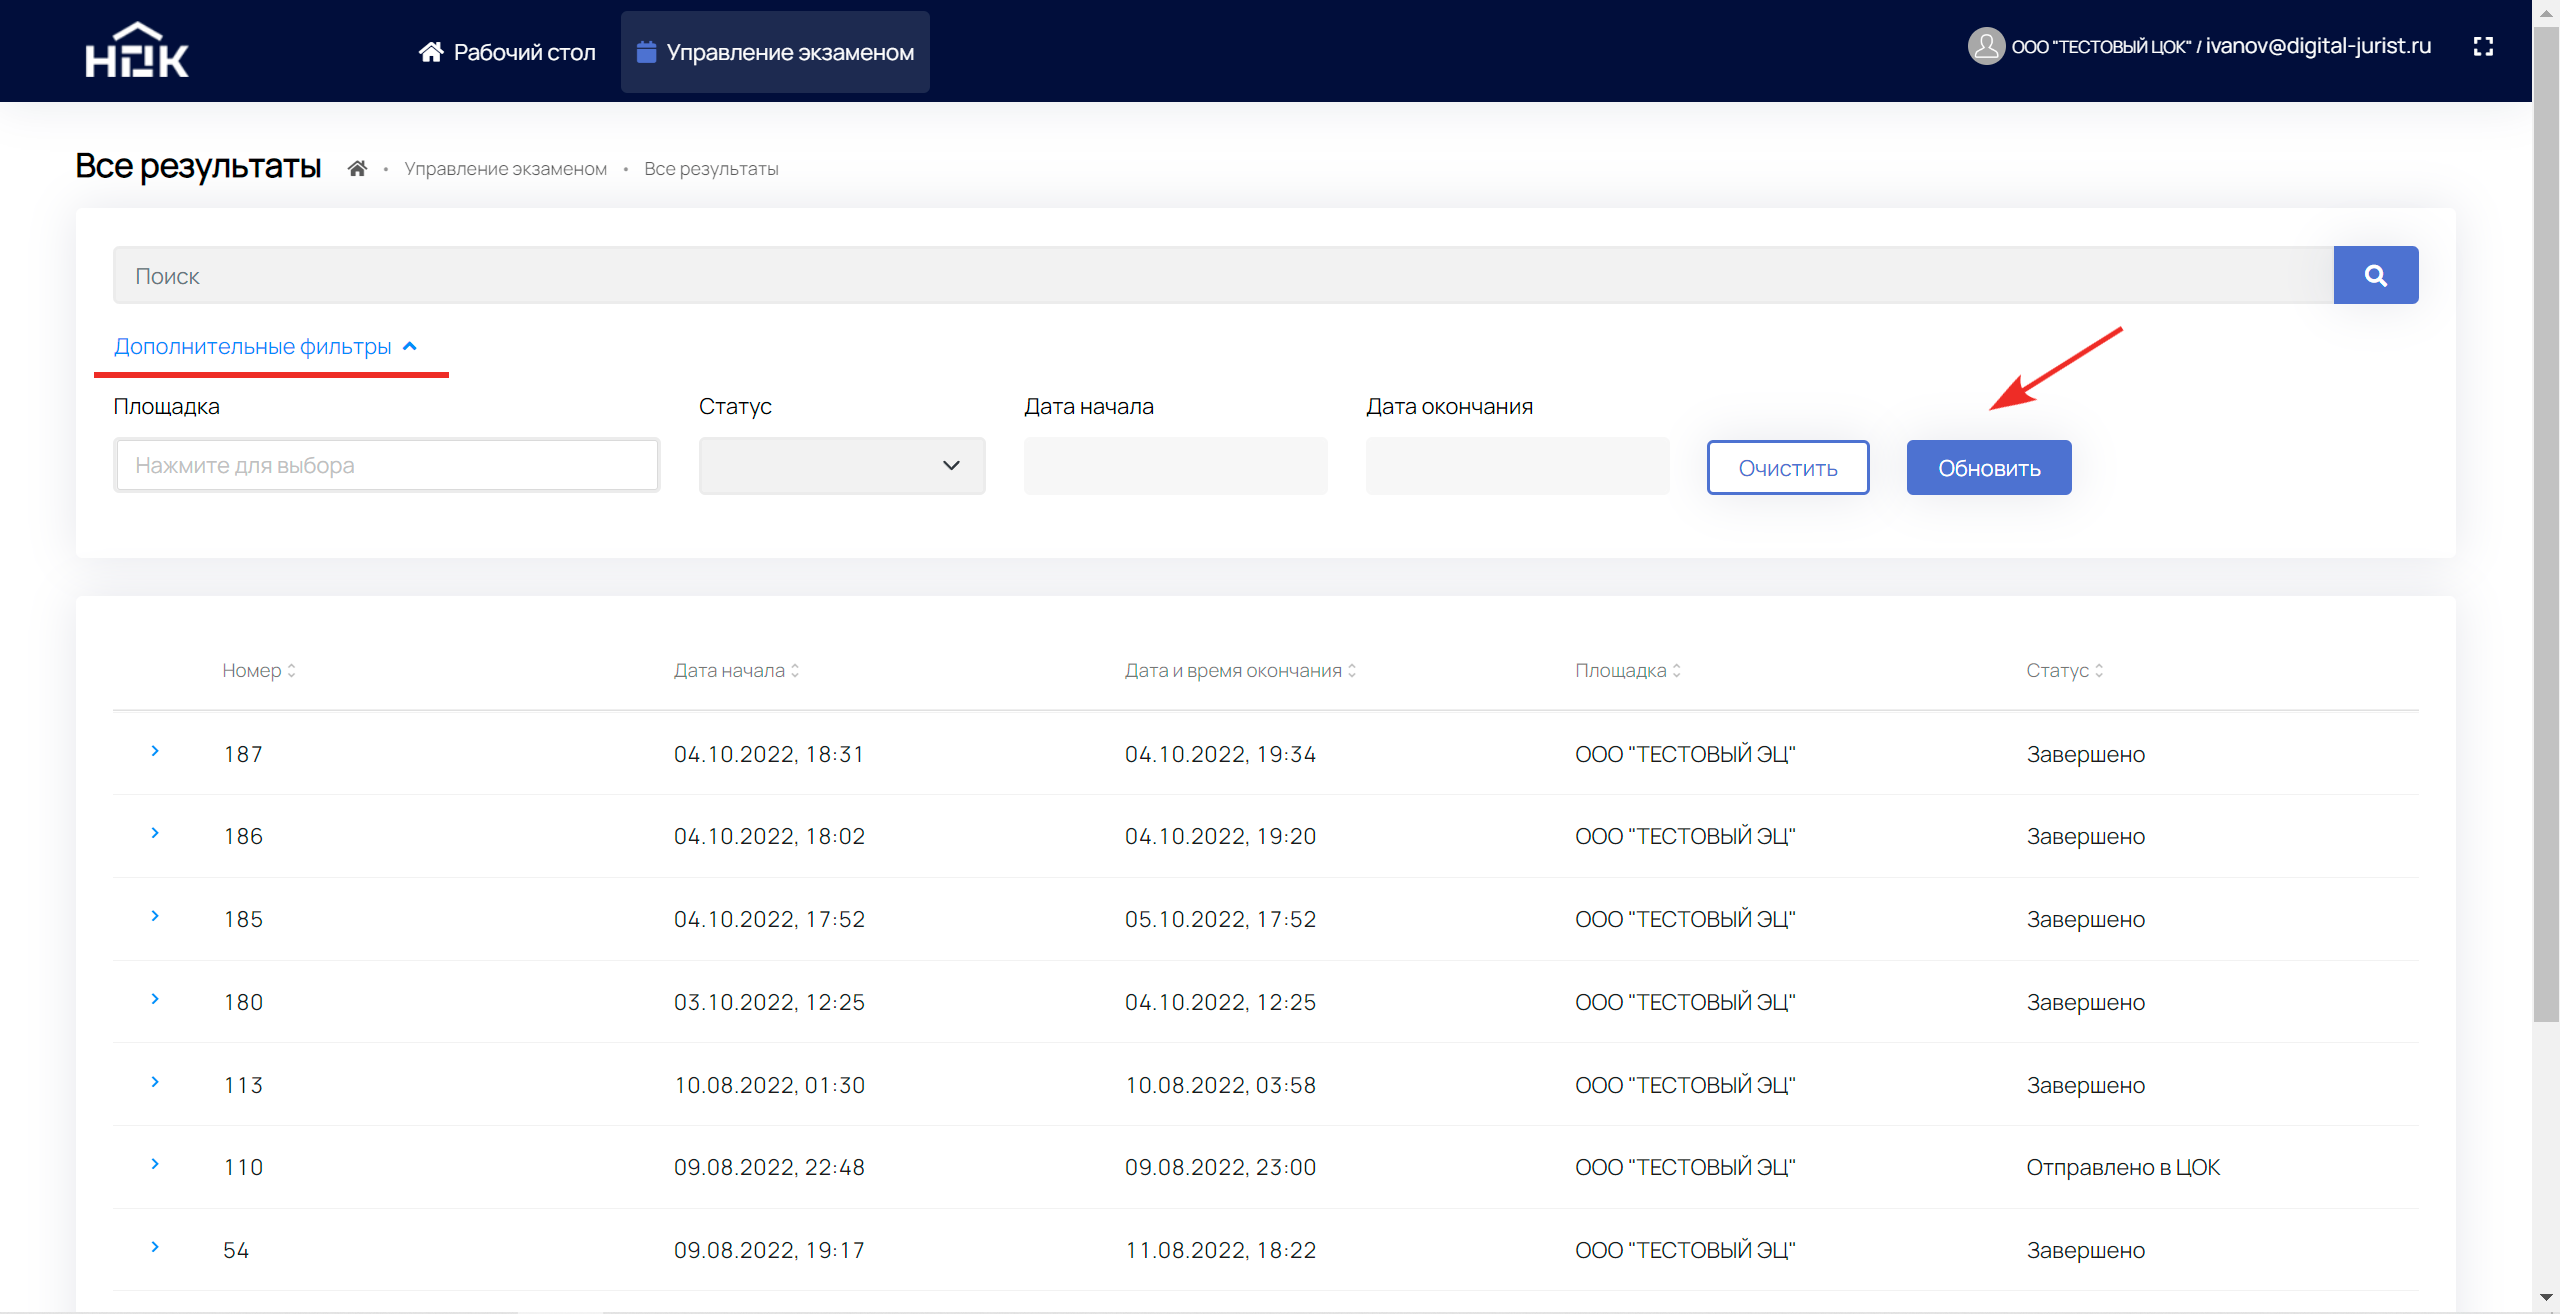 НОК
Рабочий стол
Управление экзаменом
ООО "ТЕСТОВЫЙ ЦОК" / ivanov@digital-jurist.ru
Все результаты
• Управление экзаменом • Все результаты
Поиск
Дополнительные фильтры
Площадка Статус Дата начала Дата окончания
Нажмите для выбора Очистить Обновить
Номер Дата начала Дата и время окончания Площадка Статус
187 04.10.2022, 18:31 04.10.2022, 19:34 ООО "ТЕСТОВЫЙ ЭЦ" Завершено
186 04.10.2022, 18:02 04.10.2022, 19:20 ООО "ТЕСТОВЫЙ ЭЦ" Завершено
185 04.10.2022, 17:52 05.10.2022, 17:52 ООО "ТЕСТОВЫЙ ЭЦ" Завершено
180 03.10.2022, 12:25 04.10.2022, 12:25 ООО "ТЕСТОВЫЙ ЭЦ" Завершено
113 10.08.2022, 01:30 10.08.2022, 03:58 ООО "ТЕСТОВЫЙ ЭЦ" Завершено
110 09.08.2022, 22:48 09.08.2022, 23:00 ООО "ТЕСТОВЫЙ ЭЦ" Отправлено в ЦОК
54 09.08.2022, 19:17 11.08.2022, 18:22 ООО "ТЕСТОВЫЙ ЭЦ" Завершено